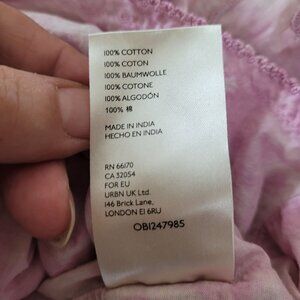 100% COTTON
100% COTON
100% BAUMWOLLE
100% COTONE
100% ALGODÓN
100% 棉
MADE IN INDIA
HECHO EN INDIA
RN 66170
CA 32054
FOR EU
URBN UK Ltd.
146 Brick Lane,
LONDON E1 6RU
OB1247985